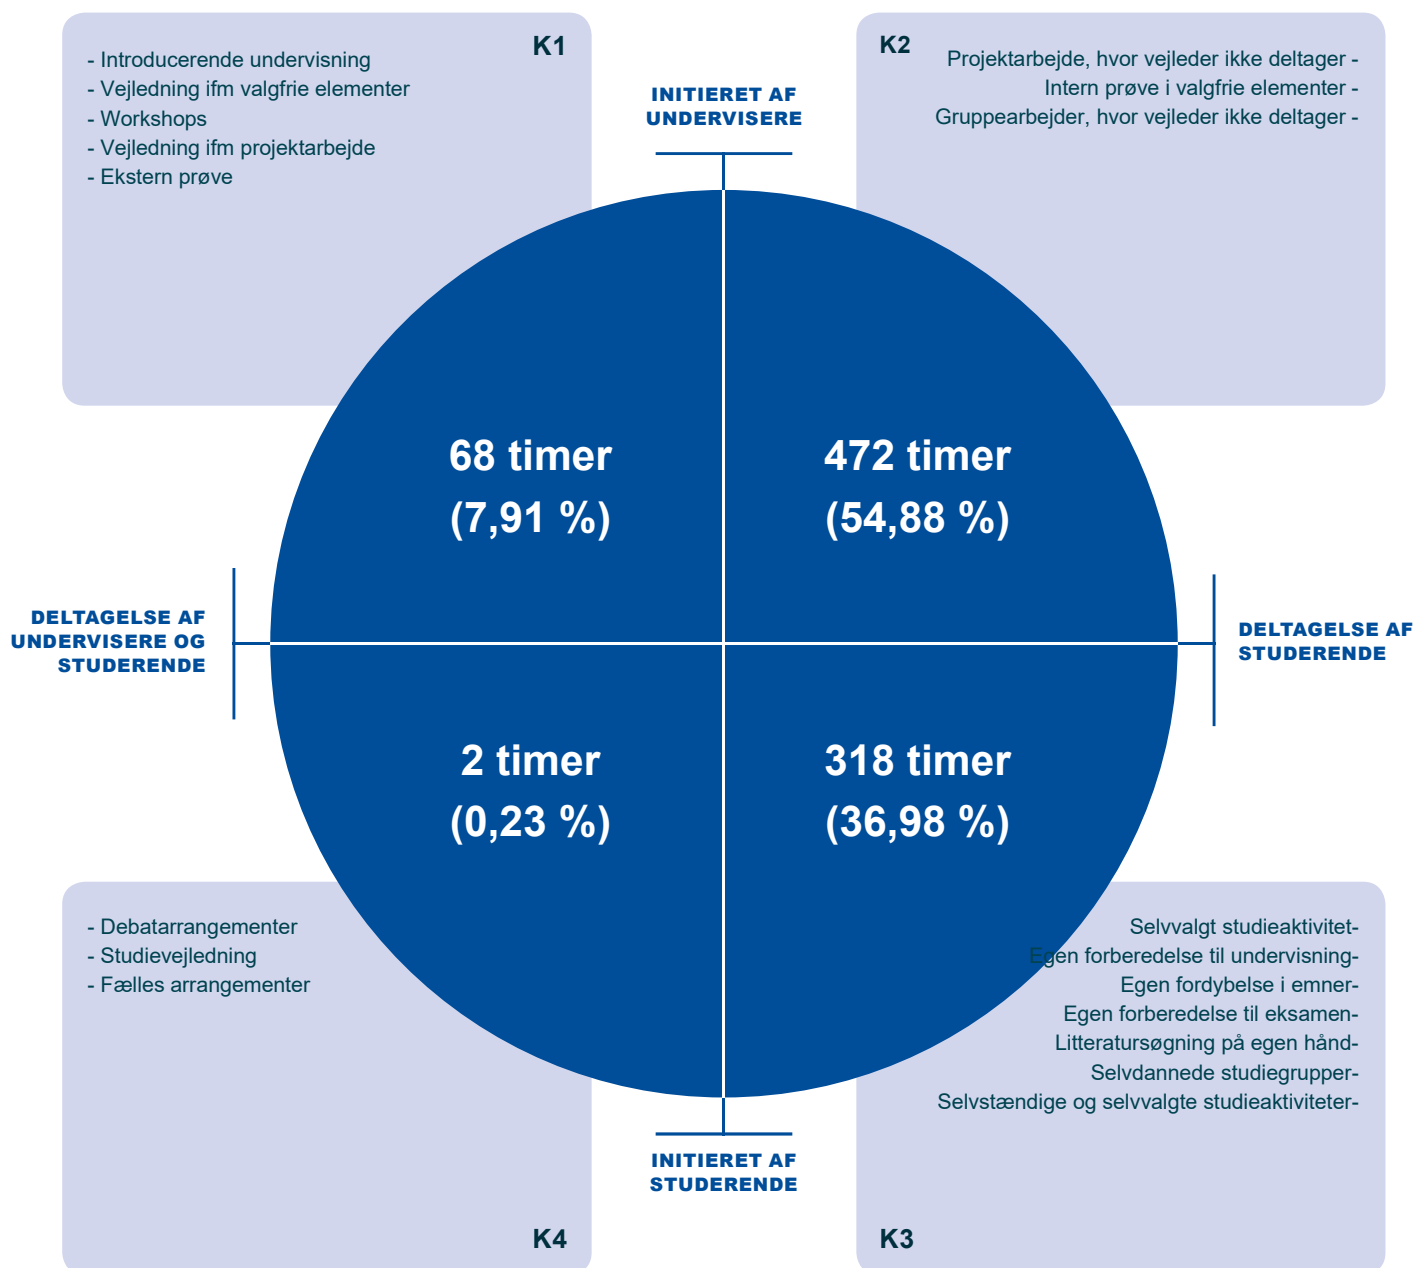 K1
- Introducerende undervisning
- Vejledning ifm valgfrie elementer
- Workshops
- Vejledning ifm projektarbejde
- Ekstern prøve
INITIERET AF
UNDERVISERE
K2
Projektarbejde, hvor vejleder ikke deltager -
Intern prøve i valgfrie elementer -
Gruppearbejder, hvor vejleder ikke deltager -
68 timer
(7,91 %)
472 timer
(54,88 %)
DELTAGELSE AF
UNDERVISERE OG
STUDERENDE
DELTAGELSE AF
STUDERENDE
2 timer
(0,23 %)
318 timer
(36,98 %)
- Debatarrangementer
- Studievejledning
- Fælles arrangementer
K4
INITIERET AF
STUDERENDE
Selvvalgt studieaktivitet-
Egen forberedelse til undervisning-
Egen fordybelse i emner-
Egen forberedelse til eksamen-
Litteratursøgning på egen hånd-
Selvdannede studiegrupper-
Selvstændige og selvvalgte studieaktiviteter-
K3